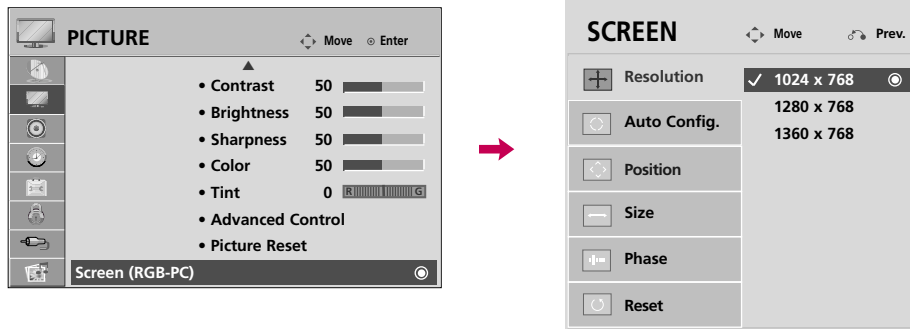 PICTURE
Move Enter
• Contrast 50
• Brightness 50
• Sharpness 50
• Color 50
• Tint 0 R G
• Advanced Control
• Picture Reset
Screen (RGB-PC)
SCREEN
Move Prev.
Resolution
Auto Config.
Position
Size
Phase
Reset
✓ 1024 x 768
1280 x 768
1360 x 768